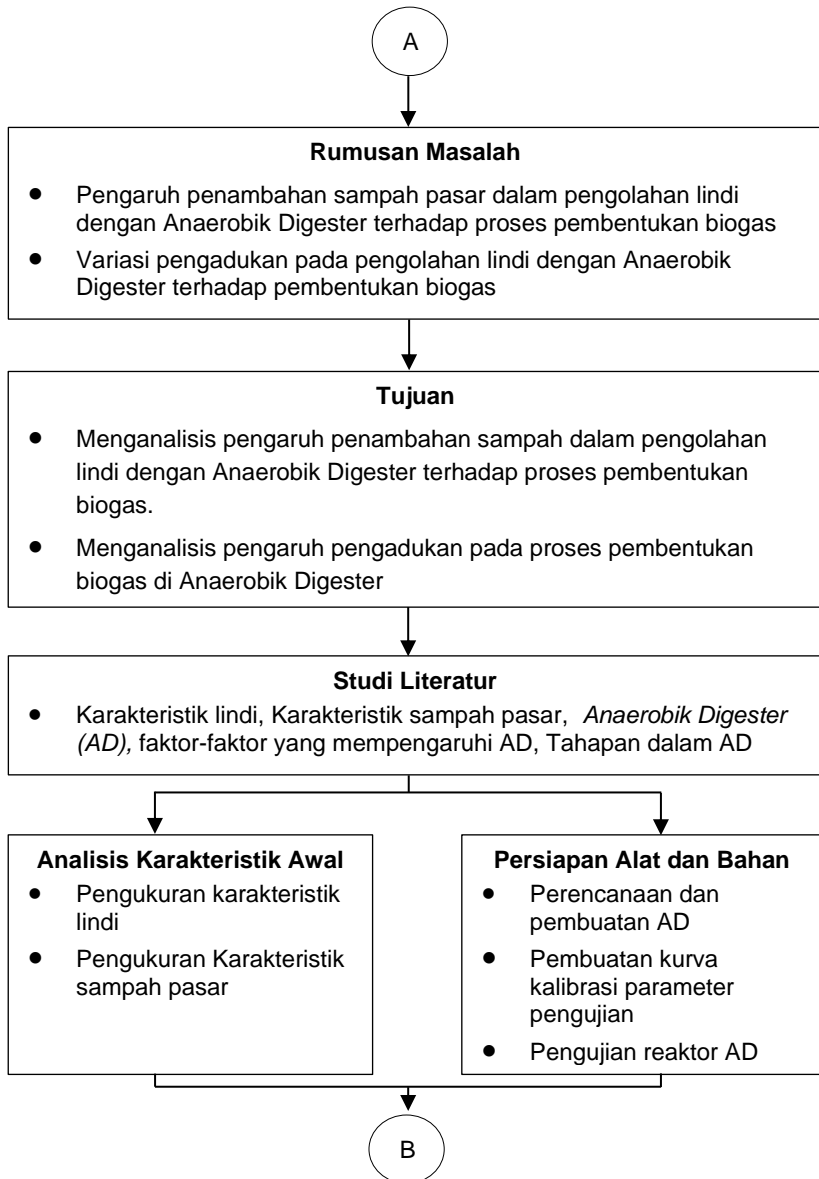 A
Rumusan Masalah
● Pengaruh penambahan sampah pasar dalam pengolahan lindi
dengan Anaerobik Digester terhadap proses pembentukan biogas
● Variasi pengadukan pada pengolahan lindi dengan Anaerobik
Digester terhadap pembentukan biogas
Tujuan
● Menganalisis pengaruh penambahan sampah dalam pengolahan
lindi dengan Anaerobik Digester terhadap proses pembentukan
biogas.
● Menganalisis pengaruh pengadukan pada proses pembentukan
biogas di Anaerobik Digester
Studi Literatur
● Karakteristik lindi, Karakteristik sampah pasar, Anaerobik Digester
(AD), faktor-faktor yang mempengaruhi AD, Tahapan dalam AD
Analisis Karakteristik Awal
● Pengukuran karakteristik
lindi
● Pengukuran Karakteristik
sampah pasar
Persiapan Alat dan Bahan
● Perencanaan dan
pembuatan AD
● Pembuatan kurva
kalibrasi parameter
pengujian
● Pengujian reaktor AD
B